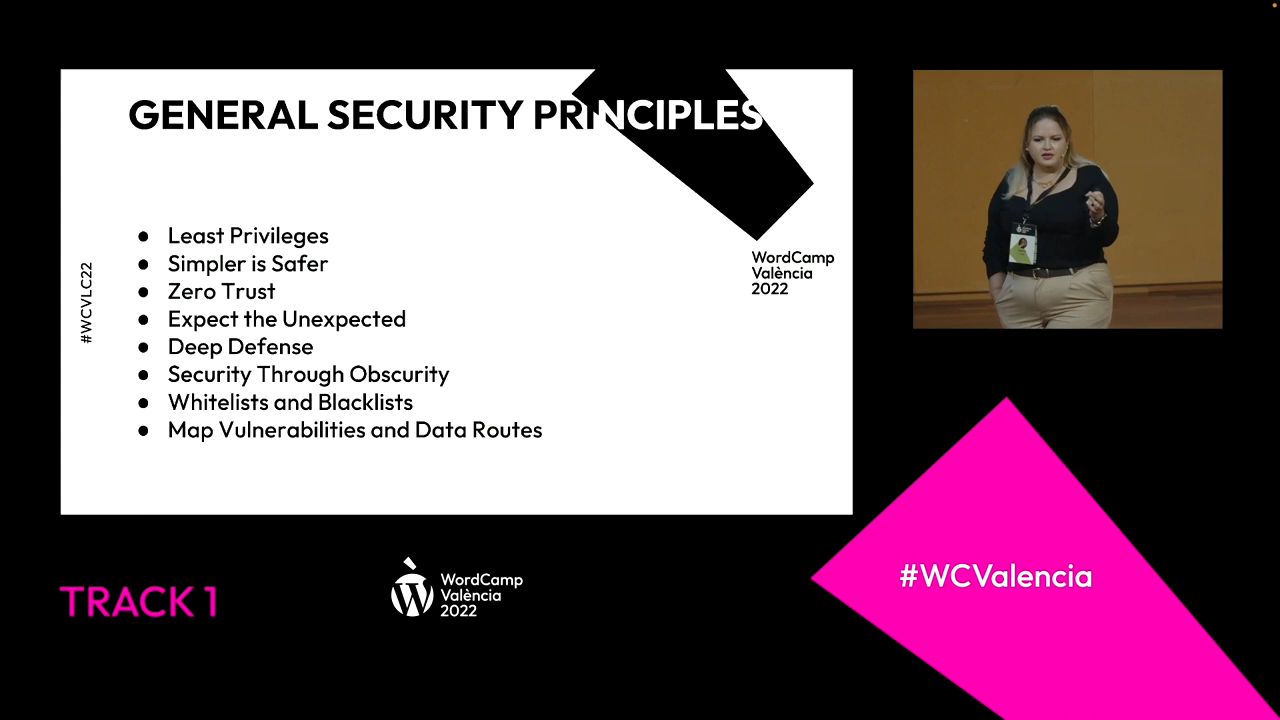 GENERAL SECURITY PRINCIPLES
● Least Privileges
● Simpler is Safer
● Zero Trust
● Expect the Unexpected
● Deep Defense
● Security Through Obscurity
● Whitelists and Blacklists
● Map Vulnerabilities and Data Routes
#WCVLC22
WordCamp
València
2022
TRACK 1
WordCamp
València
2022
#WCValencia